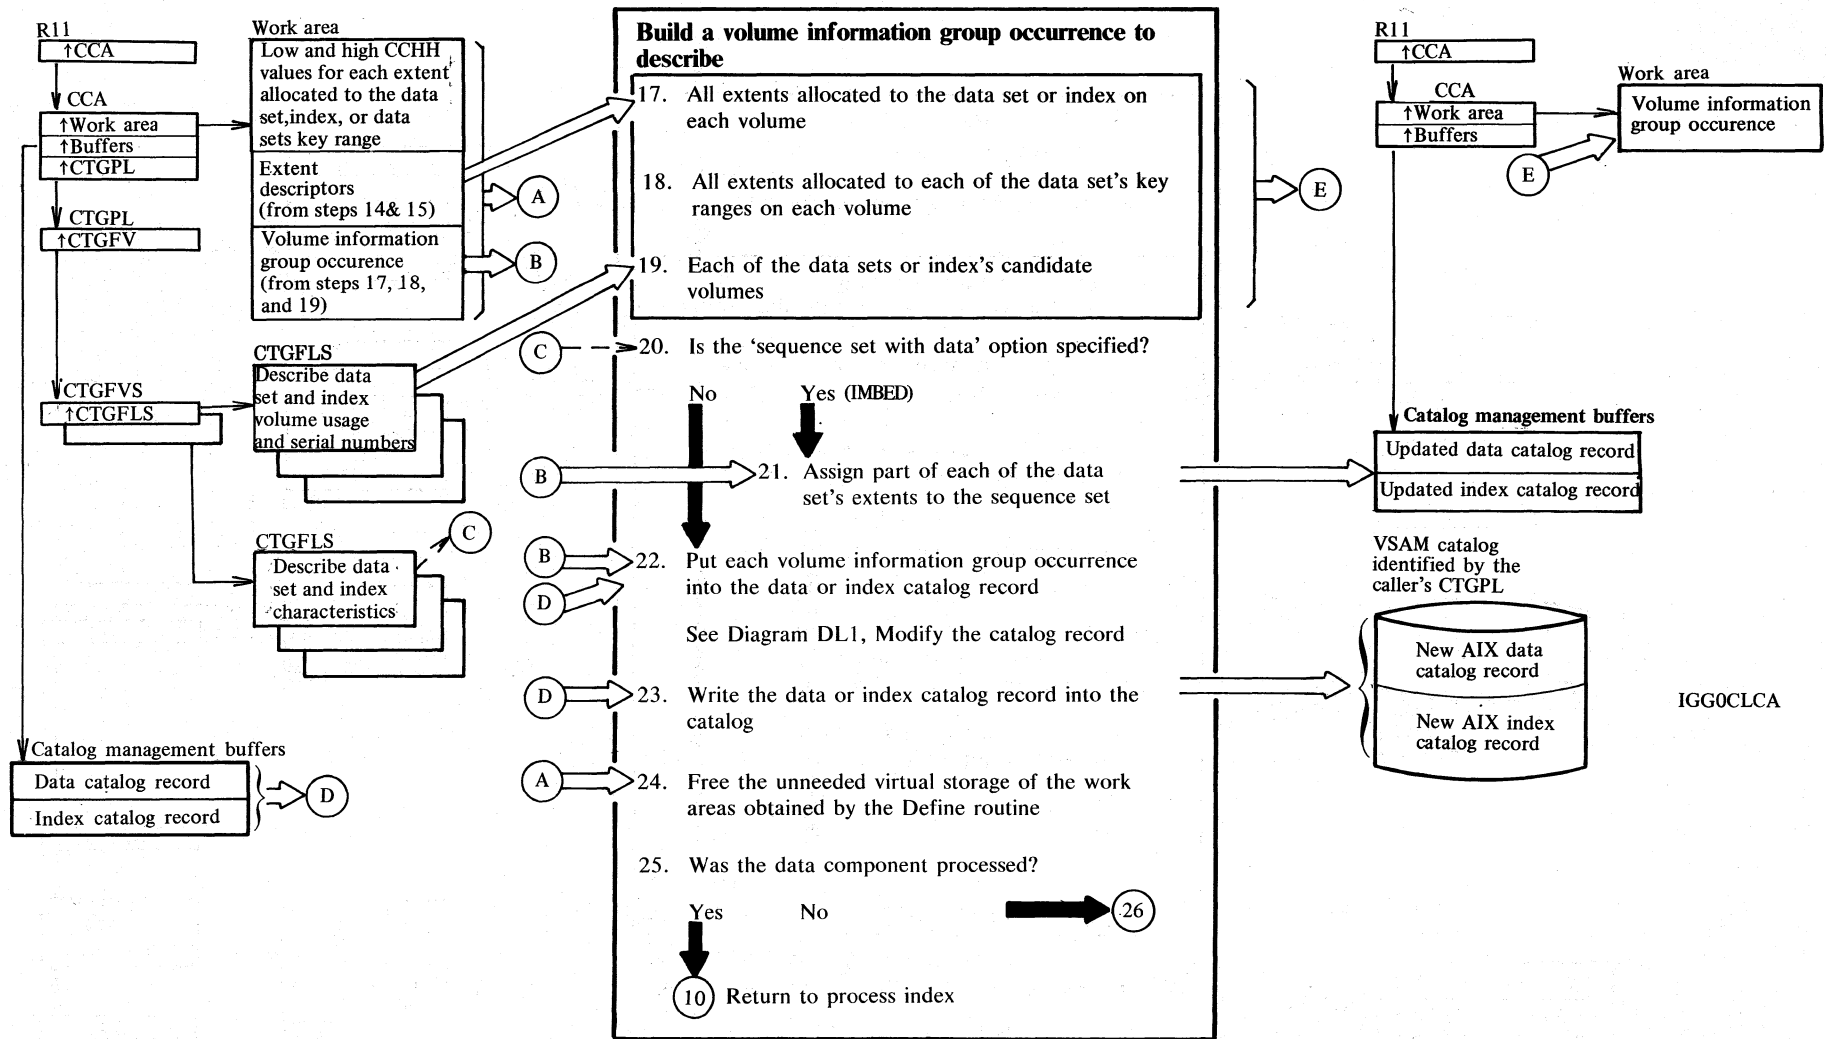 R11
↑CCA
CCA
↑Work area
↑Buffers
↑CTGPL
CTGPL
↑CTGFV
CTGFVS
↑CTGFLS
Work area
Low and high CCHH
values for each extent
allocated to the data
set,index, or data
sets key range
Extent
descriptors
(from steps 14& 15)
Volume information
group occurence
(from steps 17, 18,
and 19)
A
B
CTGFLS
Describe data
set and index
volume usage
and serial numbers
CTGFLS
Describe data
set and index
characteristics
C
Catalog management buffers
Data catalog record
Index catalog record
D
Build a volume information group occurrence to
describe
17. All extents allocated to the data set or index on
each volume
18. All extents allocated to each of the data set's key
ranges on each volume
19. Each of the data sets or index's candidate
volumes
C
20. Is the ‘sequence set with data’ option specified?
No Yes (IMBED)
B
21. Assign part of each of the data
set's extents to the sequence set
B
D
22. Put each volume information group occurrence
into the data or index catalog record
See Diagram DL1, Modify the catalog record
D
23. Write the data or index catalog record into the
catalog
A
24. Free the unneeded virtual storage of the work
areas obtained by the Define routine
25. Was the data component processed?
Yes No 26
10 Return to process index
E
R11
↑CCA
CCA
↑Work area
↑Buffers
Work area
Volume information
group occurence
E
Catalog management buffers
Updated data catalog record
Updated index catalog record
VSAM catalog
identified by the
caller's CTGPL
New AIX data
catalog record
New AIX index
catalog record
IGG0CLCA